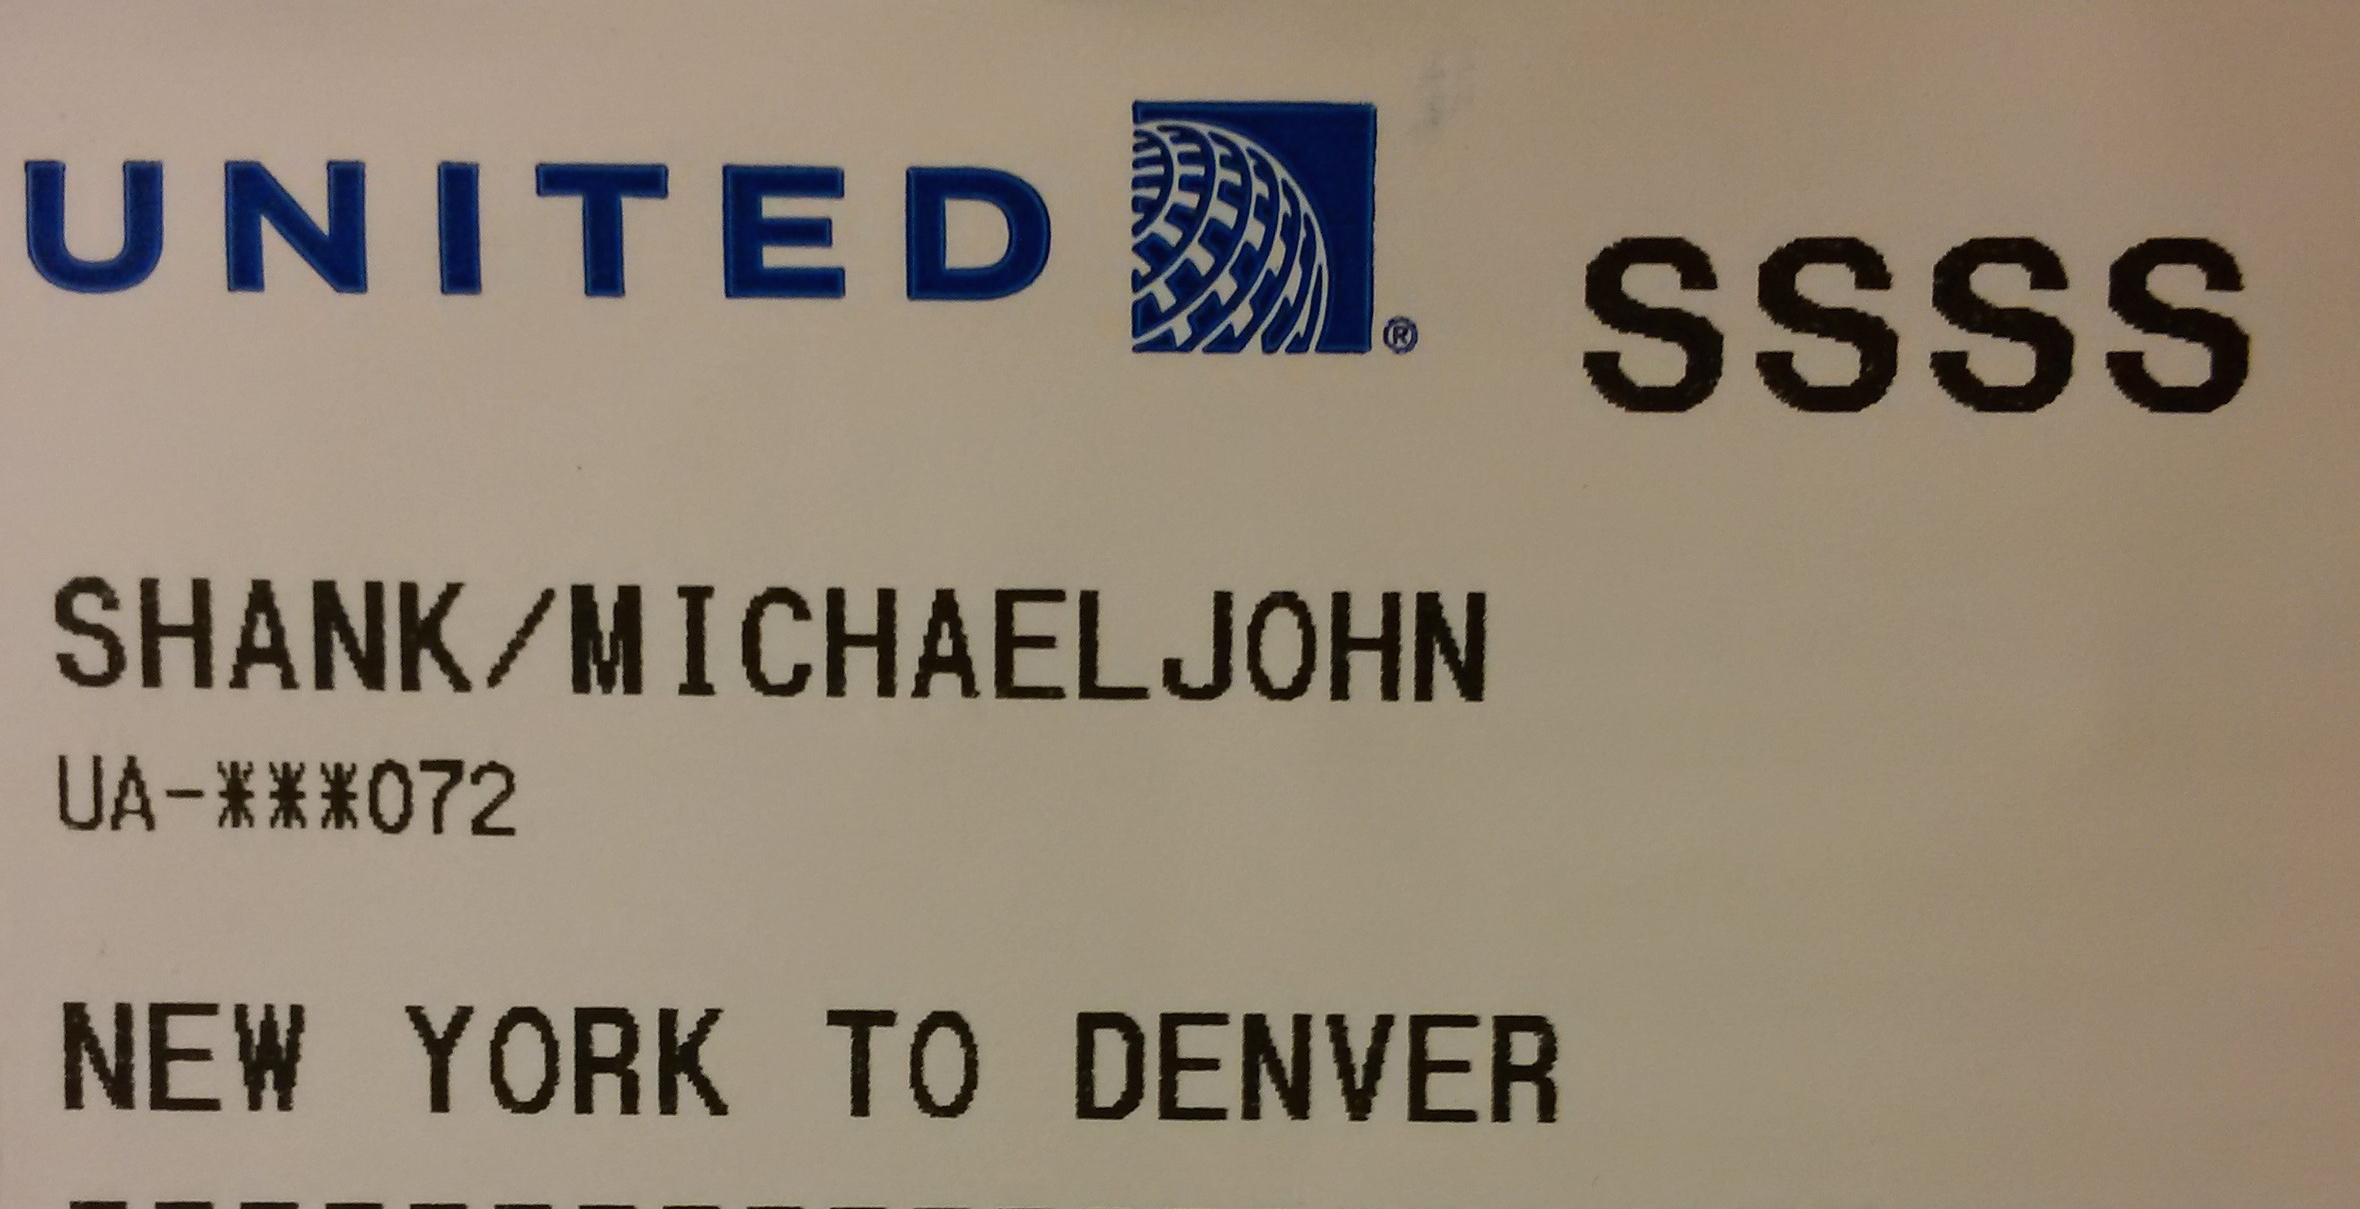 UNITED ® SSSS
SHANK/MICHAELJOHN
UA-***072
NEW YORK TO DENVER